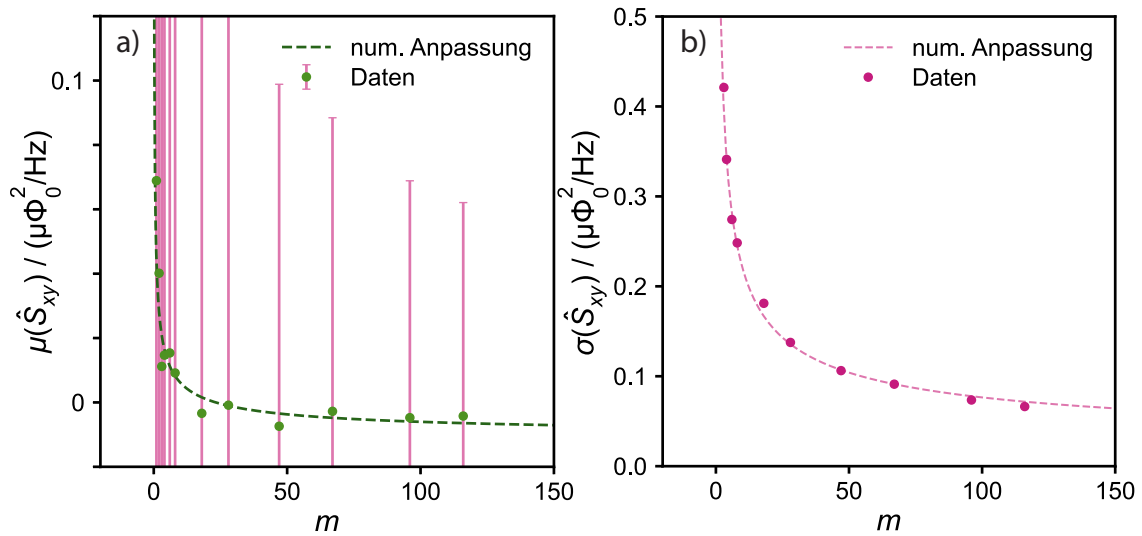 a)
num. Anpassung
Daten
0.1
0
μ(Ŝxy) / (μΦ₀²/Hz)
0
50
100
150
m
b)
num. Anpassung
Daten
0.5
0.4
0.3
0.2
0.1
0.0
σ(Ŝxy) / (μΦ₀²/Hz)
0
50
100
150
m